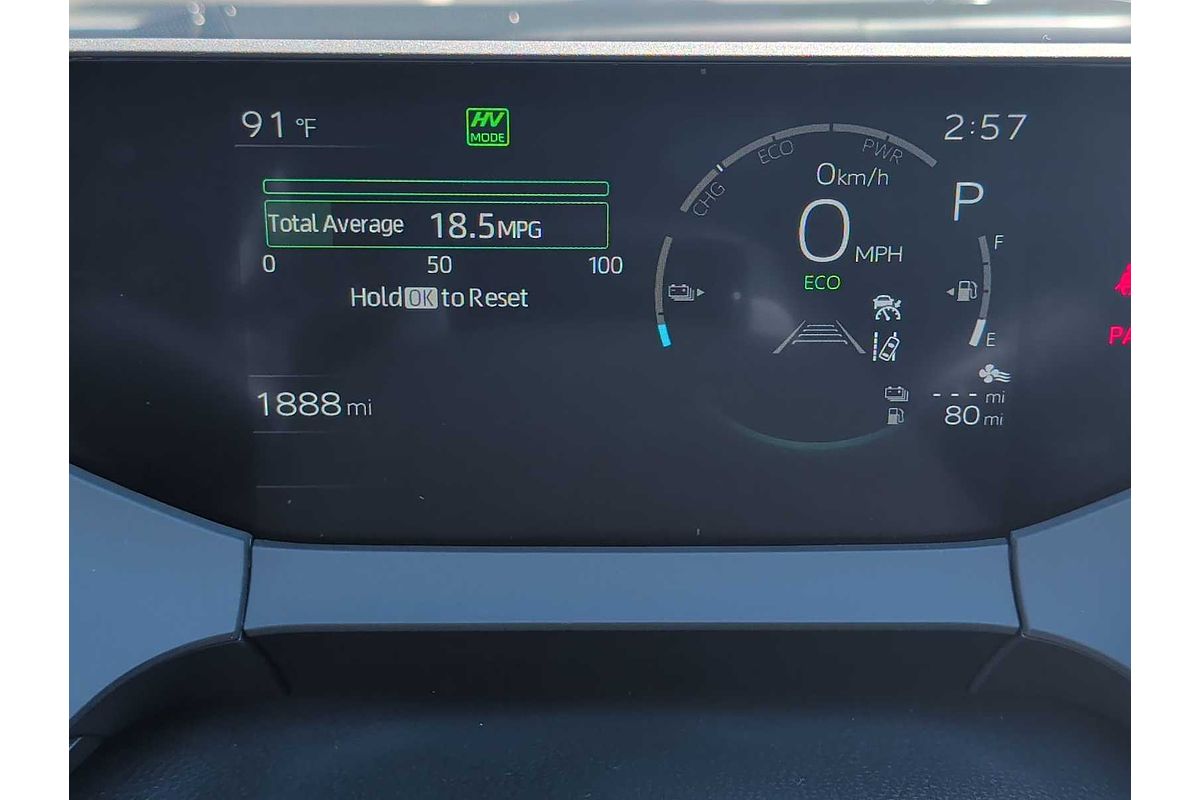 91 °F
HV
MODE
2:57
CHG
ECO
PWR
0km/h
P
0 MPH
ECO
Total Average 18.5MPG
0 50 100
Hold OK to Reset
F
E
1888 mi
- - - mi
80 mi